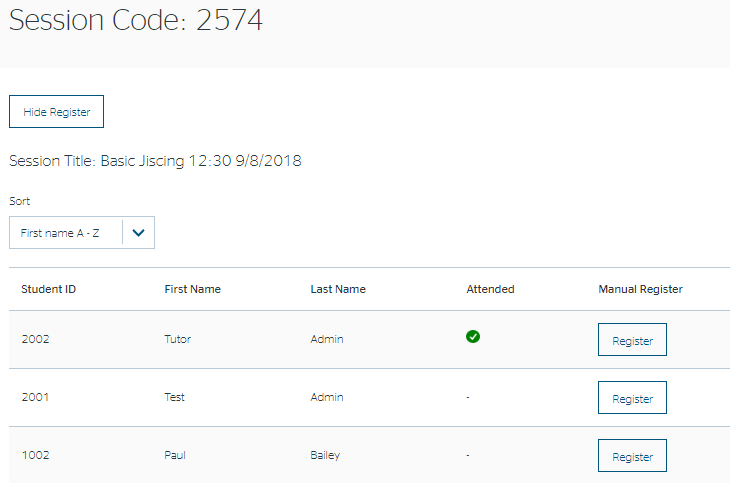 Session Code: 2574
Hide Register
Session Title: Basic Jiscing 12:30 9/8/2018
Sort
First name A - Z
Student ID First Name Last Name Attended Manual Register
2002 Tutor Admin Register
2001 Test Admin - Register
1002 Paul Bailey - Register